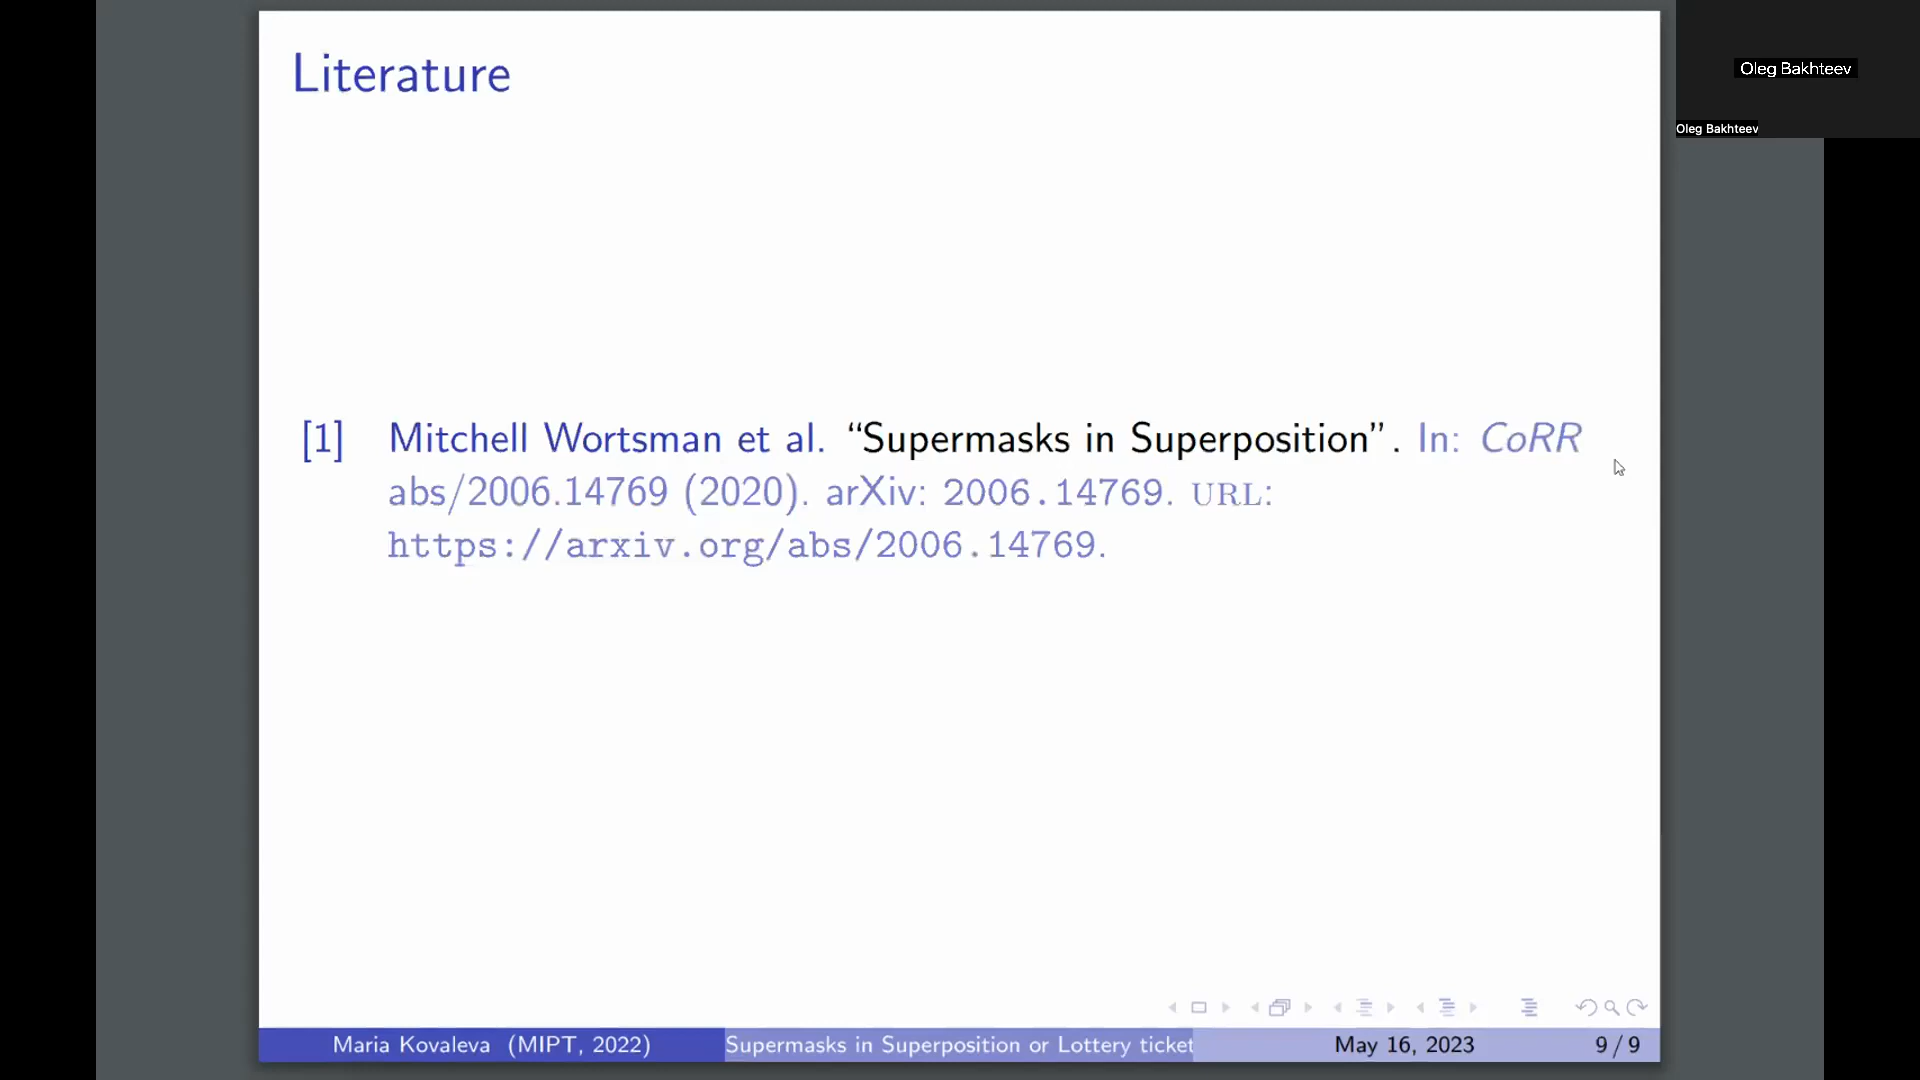 Literature
Oleg Bakhteev
Oleg Bakhteev
[1] Mitchell Wortsman et al. “Supermasks in Superposition”. In: CoRR
abs/2006.14769 (2020). arXiv: 2006.14769. URL:
https://arxiv.org/abs/2006.14769.
Maria Kovaleva (MIPT, 2022) Supermasks in Superposition or Lottery ticket May 16, 2023 9 / 9